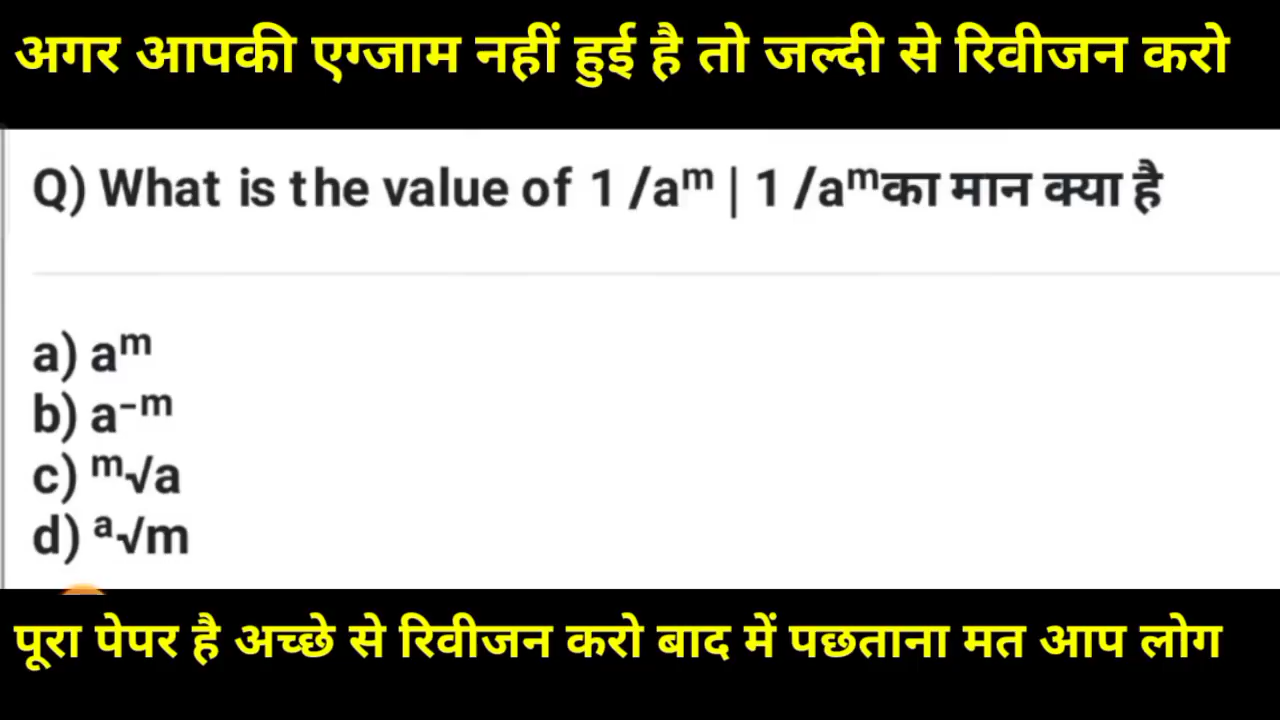 अगर आपकी एग्जाम नहीं हुई है तो जल्दी से रिवीजन करो
Q) What is the value of 1 /aᵐ | 1 /aᵐका मान क्या है
a) aᵐ
b) a⁻ᵐ
c) ᵐ√a
d) ᵃ√m
पूरा पेपर है अच्छे से रिवीजन करो बाद में पछताना मत आप लोग